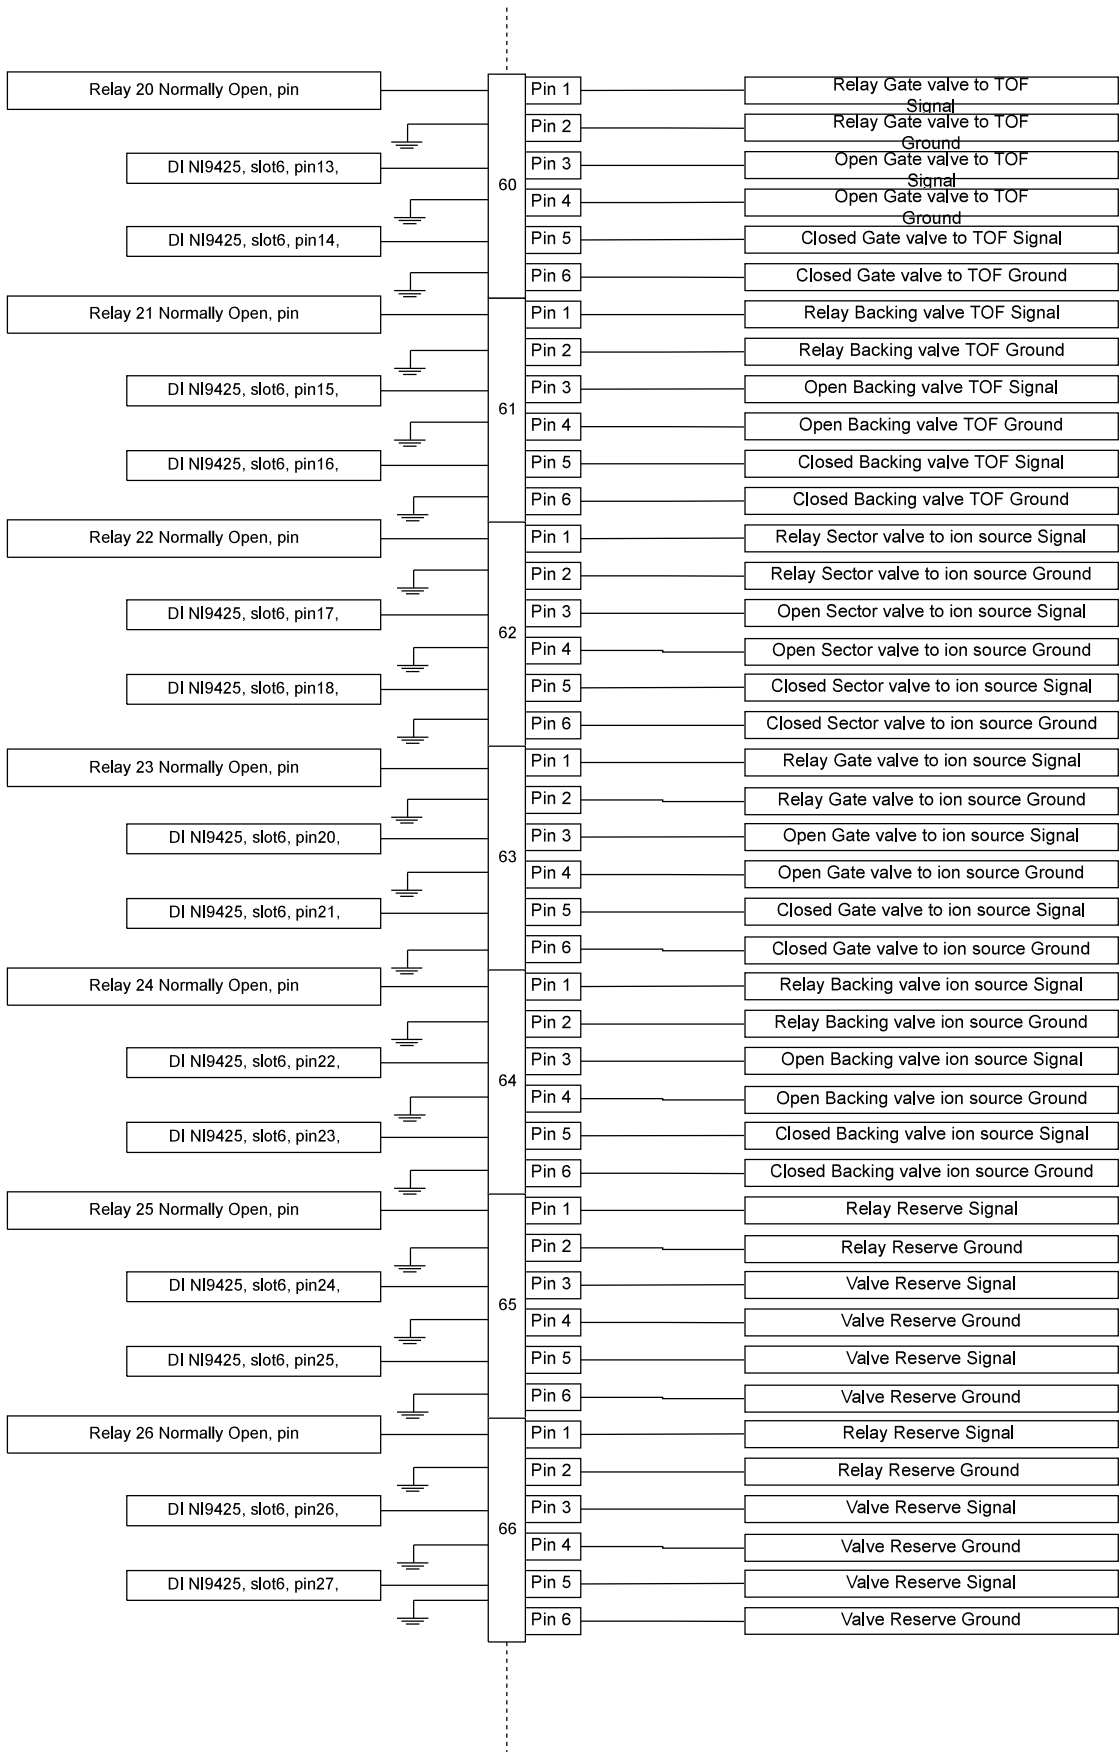 Relay 20 Normally Open, pin
Pin 1
Relay Gate valve to TOF
Signal
Pin 2
Relay Gate valve to TOF
Ground
DI NI9425, slot6, pin13,
Pin 3
Open Gate valve to TOF
Signal
60
Pin 4
Open Gate valve to TOF
Ground
DI NI9425, slot6, pin14,
Pin 5
Closed Gate valve to TOF Signal
Pin 6
Closed Gate valve to TOF Ground
Relay 21 Normally Open, pin
Pin 1
Relay Backing valve TOF Signal
Pin 2
Relay Backing valve TOF Ground
DI NI9425, slot6, pin15,
Pin 3
Open Backing valve TOF Signal
61
Pin 4
Open Backing valve TOF Ground
DI NI9425, slot6, pin16,
Pin 5
Closed Backing valve TOF Signal
Pin 6
Closed Backing valve TOF Ground
Relay 22 Normally Open, pin
Pin 1
Relay Sector valve to ion source Signal
Pin 2
Relay Sector valve to ion source Ground
DI NI9425, slot6, pin17,
Pin 3
Open Sector valve to ion source Signal
62
Pin 4
Open Sector valve to ion source Ground
DI NI9425, slot6, pin18,
Pin 5
Closed Sector valve to ion source Signal
Pin 6
Closed Sector valve to ion source Ground
Relay 23 Normally Open, pin
Pin 1
Relay Gate valve to ion source Signal
Pin 2
Relay Gate valve to ion source Ground
DI NI9425, slot6, pin20,
Pin 3
Open Gate valve to ion source Signal
63
Pin 4
Open Gate valve to ion source Ground
DI NI9425, slot6, pin21,
Pin 5
Closed Gate valve to ion source Signal
Pin 6
Closed Gate valve to ion source Ground
Relay 24 Normally Open, pin
Pin 1
Relay Backing valve ion source Signal
Pin 2
Relay Backing valve ion source Ground
DI NI9425, slot6, pin22,
Pin 3
Open Backing valve ion source Signal
64
Pin 4
Open Backing valve ion source Ground
DI NI9425, slot6, pin23,
Pin 5
Closed Backing valve ion source Signal
Pin 6
Closed Backing valve ion source Ground
Relay 25 Normally Open, pin
Pin 1
Relay Reserve Signal
Pin 2
Relay Reserve Ground
DI NI9425, slot6, pin24,
Pin 3
Valve Reserve Signal
65
Pin 4
Valve Reserve Ground
DI NI9425, slot6, pin25,
Pin 5
Valve Reserve Signal
Pin 6
Valve Reserve Ground
Relay 26 Normally Open, pin
Pin 1
Relay Reserve Signal
Pin 2
Relay Reserve Ground
DI NI9425, slot6, pin26,
Pin 3
Valve Reserve Signal
66
Pin 4
Valve Reserve Ground
DI NI9425, slot6, pin27,
Pin 5
Valve Reserve Signal
Pin 6
Valve Reserve Ground